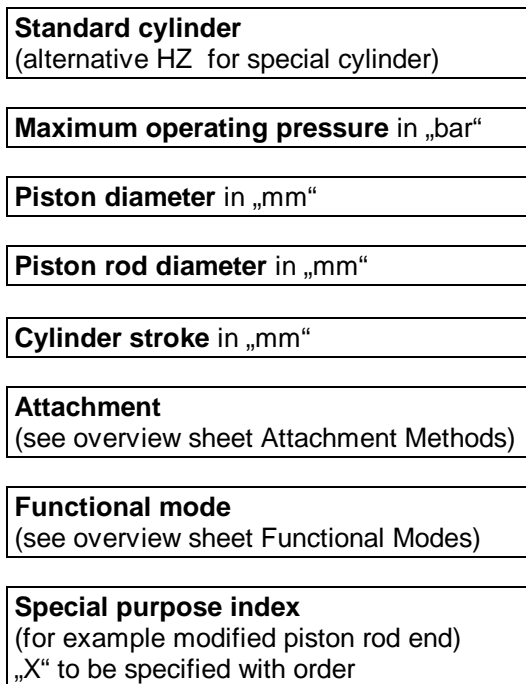 Standard cylinder
(alternative HZ for special cylinder)
Maximum operating pressure in „bar“
Piston diameter in „mm“
Piston rod diameter in „mm“
Cylinder stroke in „mm“
Attachment
(see overview sheet Attachment Methods)
Functional mode
(see overview sheet Functional Modes)
Special purpose index
(for example modified piston rod end)
„X“ to be specified with order